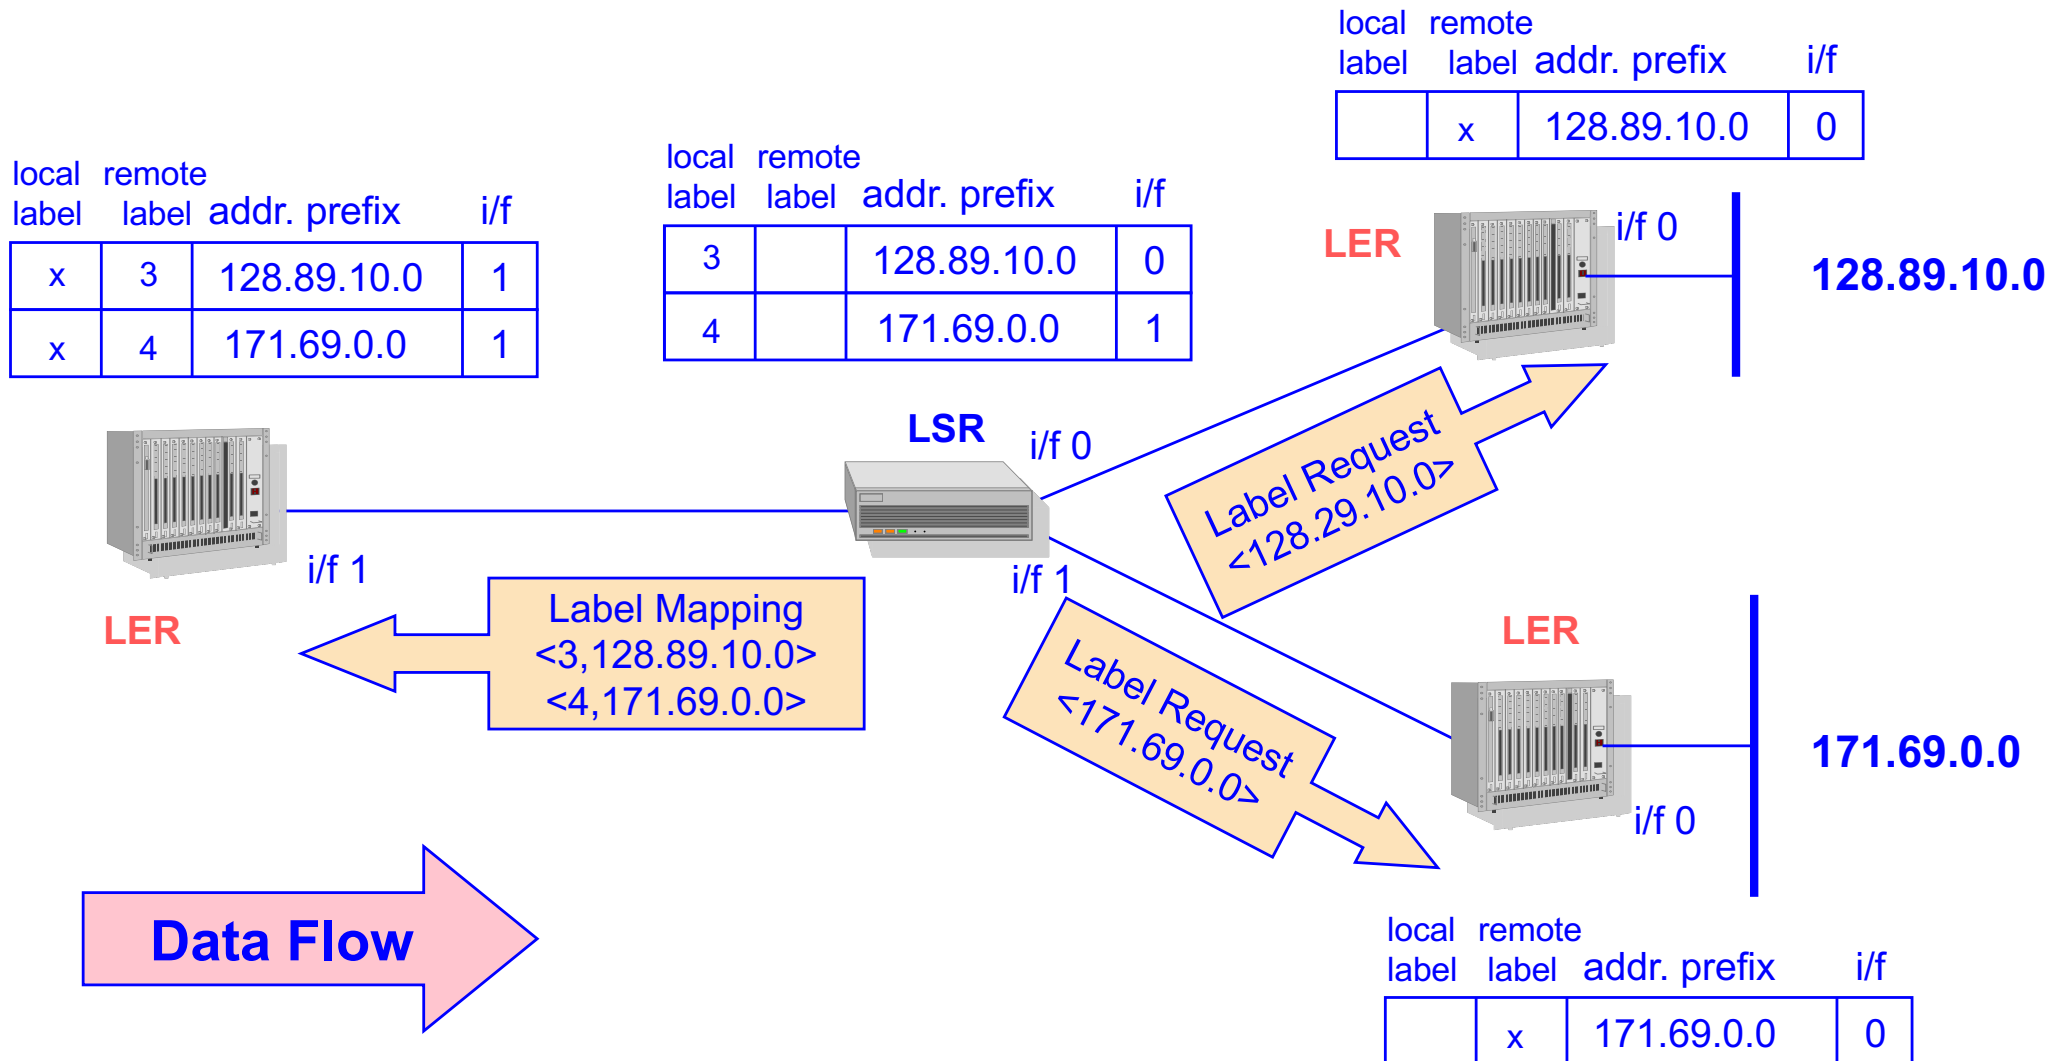 local remote
label label addr. prefix i/f
x 128.89.10.0 0
local remote
label label addr. prefix i/f
x 3 128.89.10.0 1
x 4 171.69.0.0 1
local remote
label label addr. prefix i/f
3 128.89.10.0 0
4 171.69.0.0 1
LER
i/f 0
128.89.10.0
LSR
i/f 0
Label Request
<128.29.10.0>
i/f 1
LER
i/f 1
Label Mapping
<3,128.89.10.0>
<4,171.69.0.0>
Label Request
<171.69.0.0>
LER
171.69.0.0
i/f 0
Data Flow
local remote
label label addr. prefix i/f
x 171.69.0.0 0